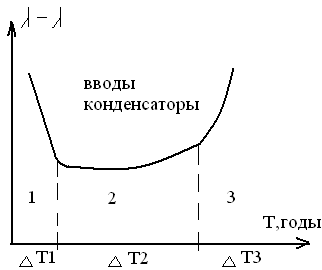 λ – λ
вводы
конденсаторы
1 2 3
Т,годы
△ Т1 △ Т2 △ Т3